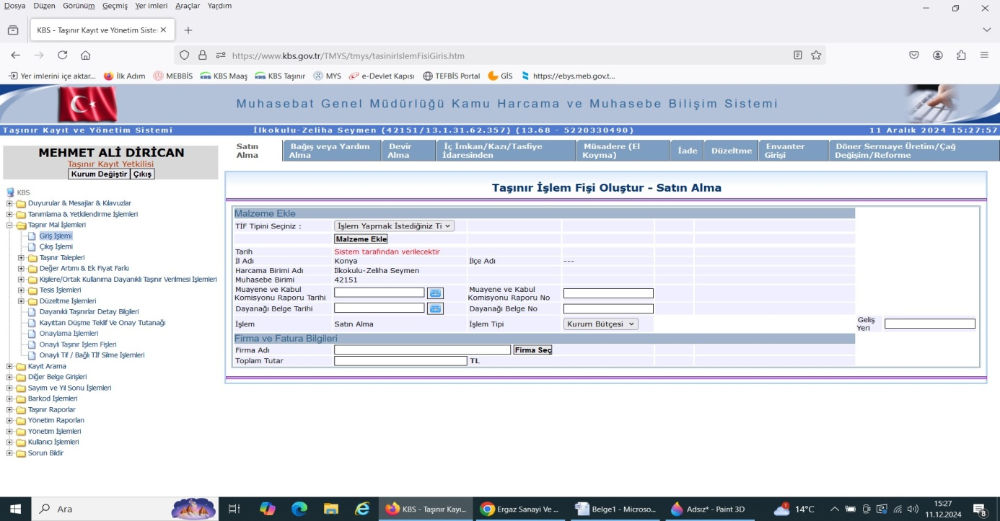 Dosya Düzen Görünüm Geçmiş Yer imleri Araçlar Yardım
KBS - Taşınır Kayıt ve Yönetim Siste
https://www.kbs.gov.tr/TMYS/tmys/tasinirIslemFisiGiris.htm
Yer imlerini içe aktar... İlk Adım MEBBİS KBS Maaş KBS Taşınır MYS e-Devlet Kapısı TEFBİS Portal GİS https://ebys.meb.gov.t...
Muhasebat Genel Müdürlüğü Kamu Harcama ve Muhasebe Bilişim Sistemi
Taşınır Kayıt ve Yönetim Sistemi İlkokulu-Zeliha Seymen (42151/13.1.31.62.357) (13.68 - 5220330490) 11 Aralık 2024 15:27:57
MEHMET ALİ DİRİCAN
Taşınır Kayıt Yetkilisi
Kurum Değiştir Çıkış
KBS
Duyurular & Mesajlar & Kılavuzlar
Tanımlama & Yetkilendirme İşlemleri
Taşınır Mal İşlemleri
Giriş İşlemi
Çıkış İşlemi
Taşınır Talepleri
Değer Artımı & Ek Fiyat Farkı
Kişilere/Ortak Kullanıma Dayanıklı Taşınır Verilmesi İşlemleri
Tesis İşlemleri
Düzeltme İşlemleri
Dayanıklı Taşınırlar Detay Bilgileri
Kayıttan Düşme Teklif Ve Onay Tutanağı
Onaylama İşlemleri
Onaylı Taşınır İşlem Fişleri
Onaylı Tif / Bağlı Tİf Silme İşlemleri
Kayıt Arama
Diğer Belge Girişleri
Sayım ve Yıl Sonu İşlemleri
Barkod İşlemleri
Taşınır Raporlar
Yönetim Raporları
Yönetim İşlemleri
Kullanıcı İşlemleri
Sorun Bildir
Satın Alma
Bağış veya Yardım Alma
Devir Alma
İç İmkan/Kazı/Tasfiye İdaresinden
Müsadere (El Koyma)
İade
Düzeltme
Envanter Girişi
Döner Sermaye Üretim/Çağ Değişim/Reforme
Taşınır İşlem Fişi Oluştur - Satın Alma
Malzeme Ekle
TİF Tipini Seçiniz : İşlem Yapmak İstediğiniz Ti
Malzeme Ekle
Tarih Sistem tarafından verilecektir
İl Adı Konya İlçe Adı ---
Harcama Birimi Adı İlkokulu-Zeliha Seymen
Muhasebe Birimi 42151
Muayene ve Kabul Komisyonu Raporu Tarihi Muayene ve Kabul Komisyonu Raporu No
Dayanağı Belge Tarihi Dayanağı Belge No
İşlem Satın Alma İşlem Tipi Kurum Bütçesi Geliş Yeri
Firma ve Fatura Bilgileri
Firma Adı Firma Seç
Toplam Tutar TL
Ara
KBS - Taşınır Kayı... Ergaz Sanayi Ve ... Belge1 - Microso... Adsız* - Paint 3D
1 14°C
15:27
11.12.2024
8